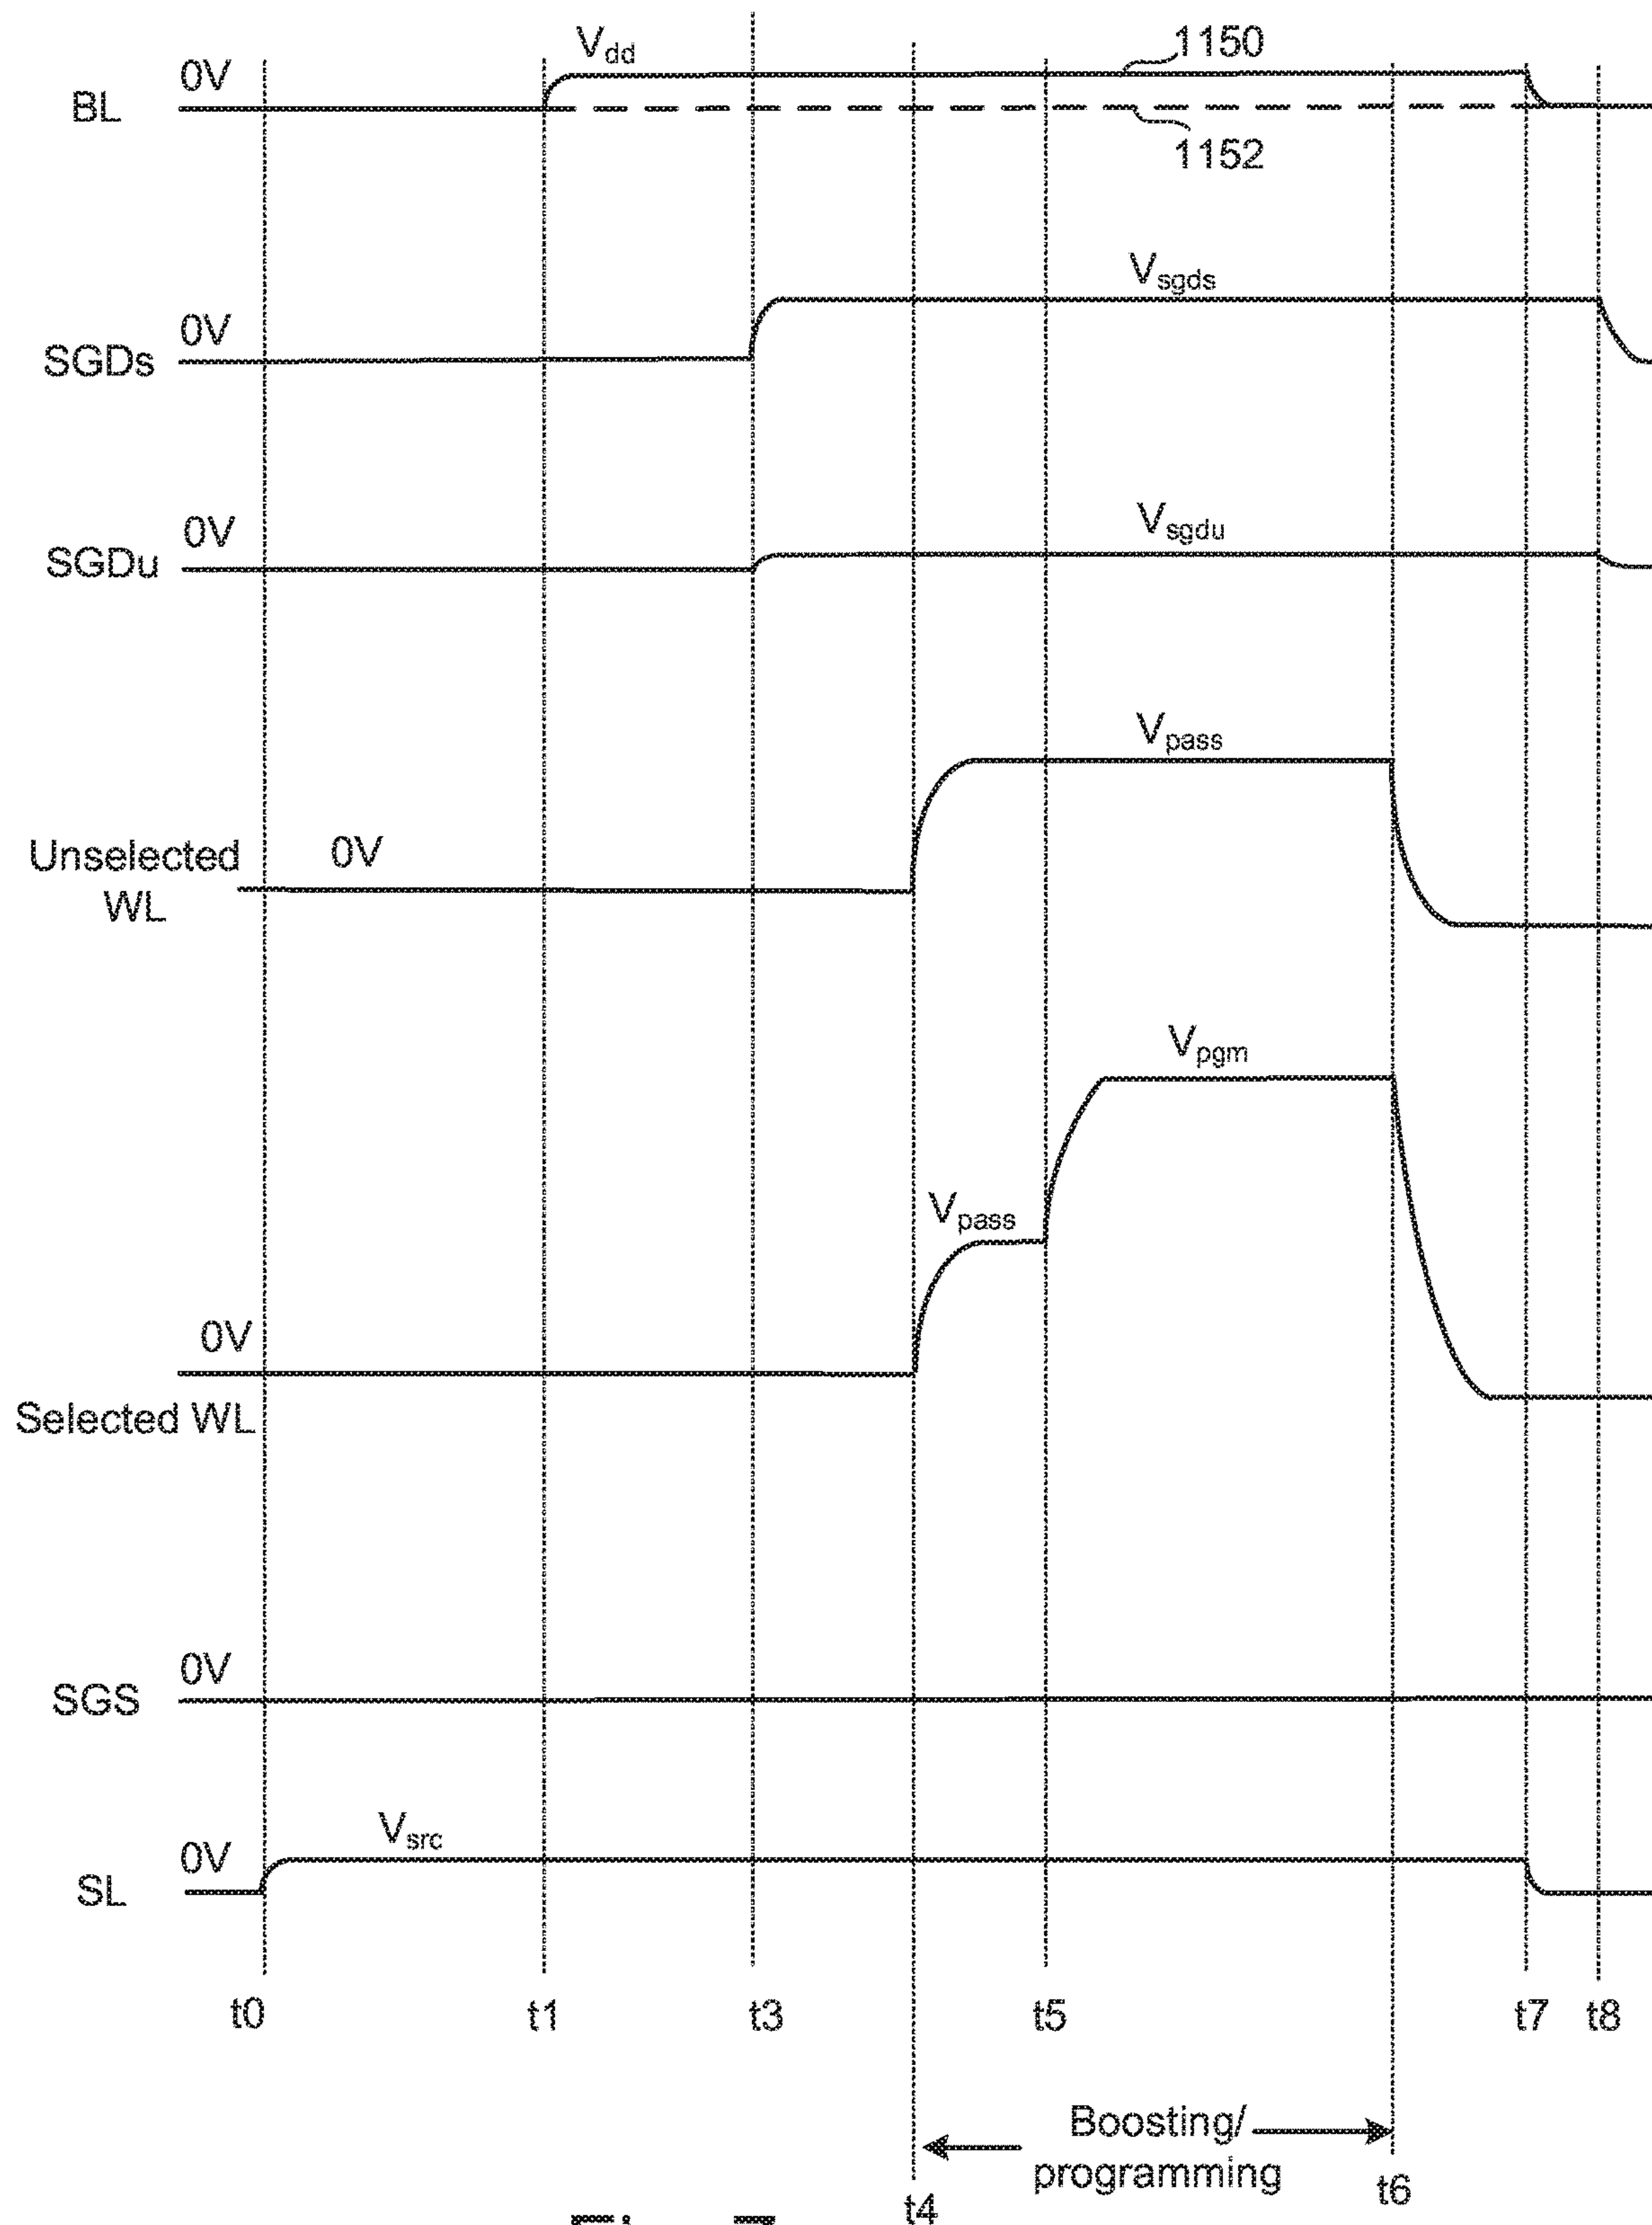 Vdd
1150
0V
BL
1152
Vsgds
0V
SGDs
Vsgdu
0V
SGDu
Vpass
Unselected
WL
0V
Vpgm
Vpass
0V
Selected WL
0V
SGS
Vsrc
0V
SL
t0 t1 t3 t5 t7 t8
Boosting/
programming
t4 t6